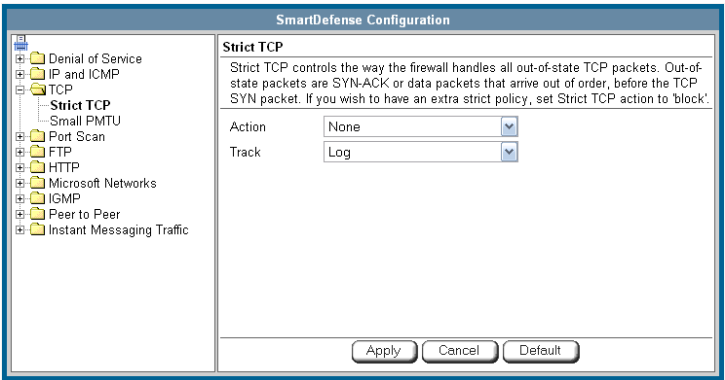 SmartDefense Configuration
Denial of Service
IP and ICMP
TCP
Strict TCP
Small PMTU
Port Scan
FTP
HTTP
Microsoft Networks
IGMP
Peer to Peer
Instant Messaging Traffic
Strict TCP
Strict TCP controls the way the firewall handles all out-of-state TCP packets. Out-of-
state packets are SYN-ACK or data packets that arrive out of order, before the TCP
SYN packet. If you wish to have an extra strict policy, set Strict TCP action to 'block'.
Action None
Track Log
Apply Cancel Default